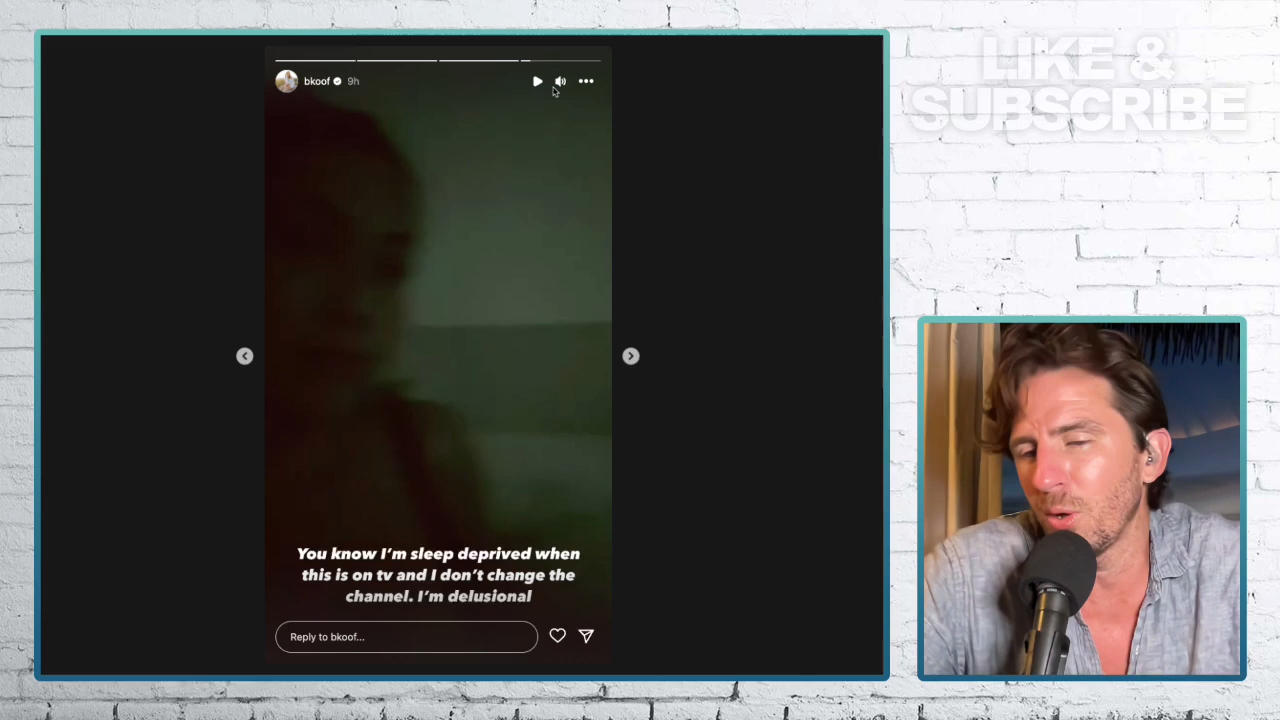 LIKE &
SUBSCRIBE
bkoof 9h
You know I'm sleep deprived when
this is on tv and I don't change the
channel. I'm delusional
Reply to bkoof...